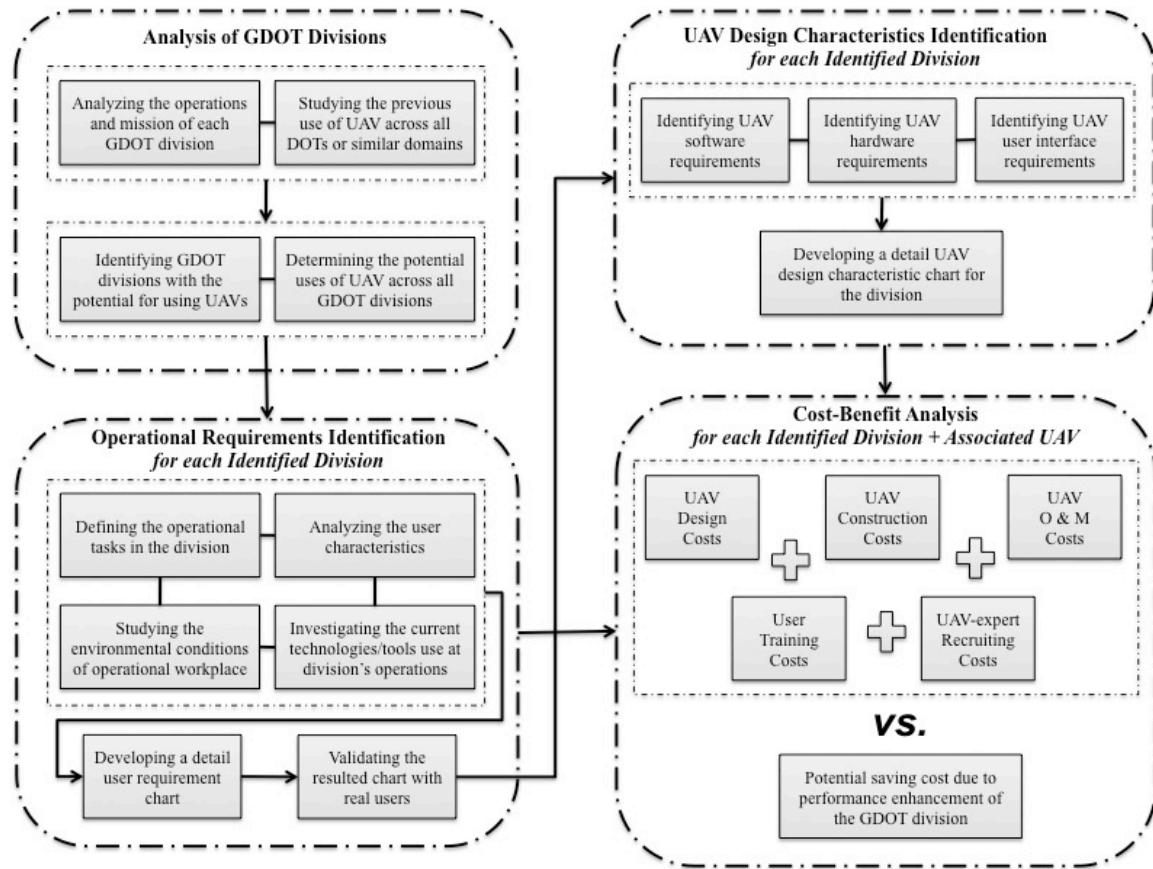 Analysis of GDOT Divisions
Analyzing the operations
and mission of each
GDOT division
Studying the previous
use of UAV across all
DOTs or similar domains
Identifying GDOT
divisions with the
potential for using UAVs
Determining the potential
uses of UAV across all
GDOT divisions
Operational Requirements Identification
for each Identified Division
Defining the operational
tasks in the division
Analyzing the user
characteristics
Studying the
environmental conditions
of operational workplace
Investigating the current
technologies/tools use at
division's operations
Developing a detail
user requirement
chart
Validating the
resulted chart with
real users
UAV Design Characteristics Identification
for each Identified Division
Identifying UAV
software
requirements
Identifying UAV
hardware
requirements
Identifying UAV
user interface
requirements
Developing a detail UAV
design characteristic chart for
the division
Cost-Benefit Analysis
for each Identified Division + Associated UAV
UAV
Design
Costs
UAV
Construction
Costs
UAV
O & M
Costs
User
Training
Costs
UAV-expert
Recruiting
Costs
vs.
Potential saving cost due to
performance enhancement of
the GDOT division